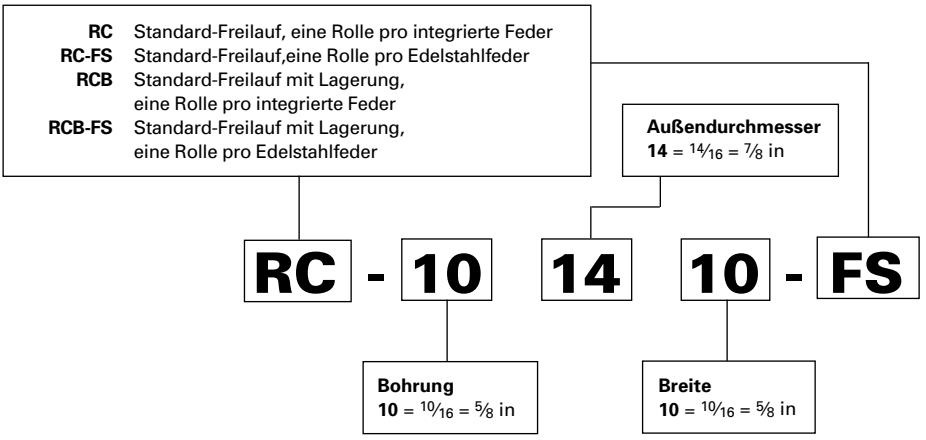 RC Standard-Freilauf, eine Rolle pro integrierte Feder
RC-FS Standard-Freilauf,eine Rolle pro Edelstahlfeder
RCB Standard-Freilauf mit Lagerung,
eine Rolle pro integrierte Feder
RCB-FS Standard-Freilauf mit Lagerung,
eine Rolle pro Edelstahlfeder
Außendurchmesser
14 = 14/16 = 7/8 in
RC - 10 14 10 - FS
Bohrung
10 = 10/16 = 5/8 in
Breite
10 = 10/16 = 5/8 in